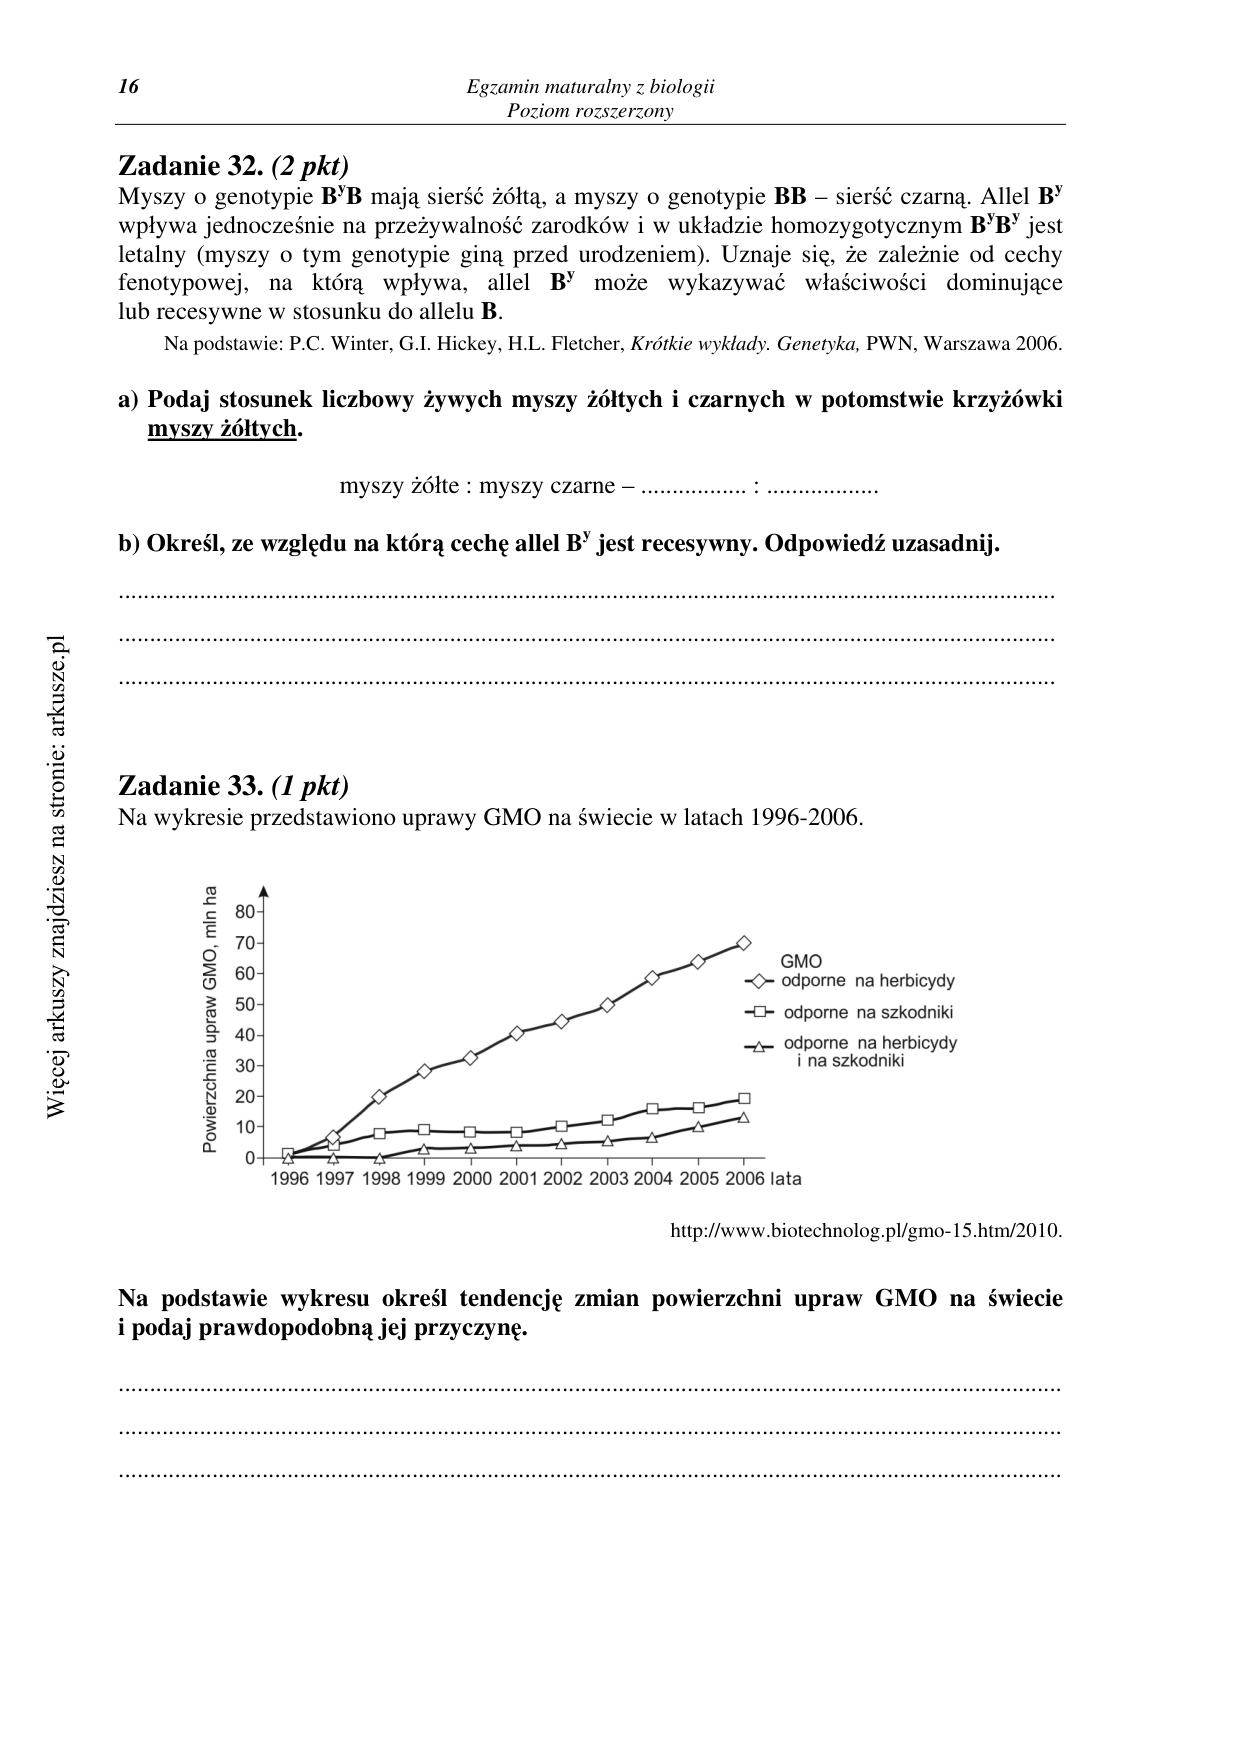 16
Egzamin maturalny z biologii
Poziom rozszerzony
Zadanie 32. (2 pkt)
Myszy o genotypie BʸB mają sierść żółtą, a myszy o genotypie BB – sierść czarną. Allel Bʸ
wpływa jednocześnie na przeżywalność zarodków i w układzie homozygotycznym BʸBʸ jest
letalny (myszy o tym genotypie giną przed urodzeniem). Uznaje się, że zależnie od cechy
fenotypowej, na którą wpływa, allel Bʸ może wykazywać właściwości dominujące
lub recesywne w stosunku do allelu B.
Na podstawie: P.C. Winter, G.I. Hickey, H.L. Fletcher, Krótkie wykłady. Genetyka, PWN, Warszawa 2006.
a) Podaj stosunek liczbowy żywych myszy żółtych i czarnych w potomstwie krzyżówki
myszy żółtych.
myszy żółte : myszy czarne – ................. : ..................
b) Określ, ze względu na którą cechę allel Bʸ jest recesywny. Odpowiedź uzasadnij.
......................................................................................................................................................
......................................................................................................................................................
......................................................................................................................................................
Zadanie 33. (1 pkt)
Na wykresie przedstawiono uprawy GMO na świecie w latach 1996-2006.
Powierzchnia upraw GMO, mln ha
80
70
60
50
40
30
20
10
0
1996 1997 1998 1999 2000 2001 2002 2003 2004 2005 2006 lata
GMO
odporne na herbicydy
odporne na szkodniki
odporne na herbicydy
i na szkodniki
http://www.biotechnolog.pl/gmo-15.htm/2010.
Na podstawie wykresu określ tendencję zmian powierzchni upraw GMO na świecie
i podaj prawdopodobną jej przyczynę.
.......................................................................................................................................................
.......................................................................................................................................................
.......................................................................................................................................................
Więcej arkuszy znajdziesz na stronie: arkusze.pl